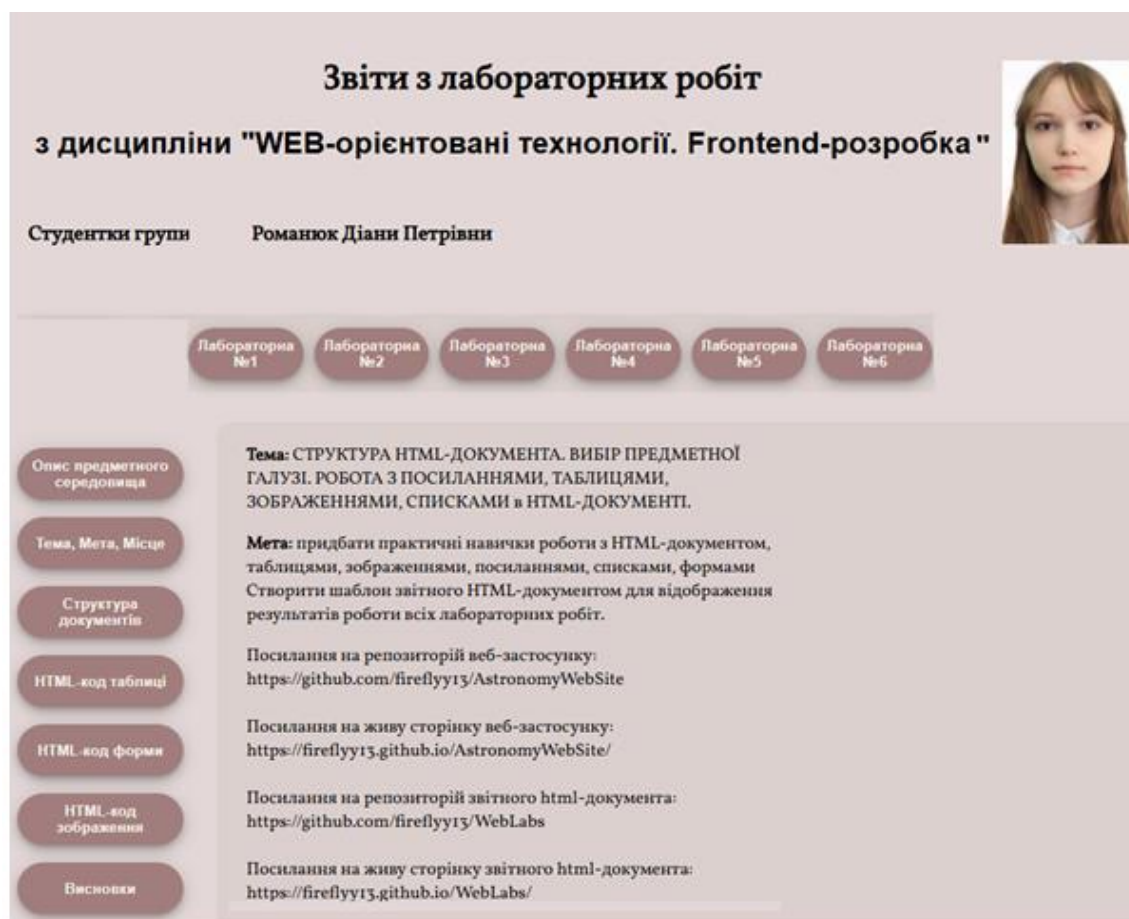 Звіти з лабораторних робіт
з дисципліни "WEB-орієнтовані технології. Frontend-розробка"
Студентки групи Романюк Діани Петрівни
Лабораторна №1
Лабораторна №2
Лабораторна №3
Лабораторна №4
Лабораторна №5
Лабораторна №6
Опис предметного
середовища
Тема, Мета, Місце
Структура
документів
HTML-код таблиці
HTML-код форми
HTML-код
зображення
Висновки
Тема: СТРУКТУРА HTML-ДОКУМЕНТА. ВИБІР ПРЕДМЕТНОЇ
ГАЛУЗІ. РОБОТА З ПОСИЛАННЯМИ, ТАБЛИЦЯМИ,
ЗОБРАЖЕННЯМИ, СПИСКАМИ в HTML-ДОКУМЕНТІ.
Мета: придбати практичні навички роботи з HTML-документом,
таблицями, зображеннями, посиланнями, списками, формами
Створити шаблон звітного HTML-документом для відображення
результатів роботи всіх лабораторних робіт.
Посилання на репозиторій веб-застосунку:
https://github.com/fireflyy13/AstronomyWebSite
Посилання на живу сторінку веб-застосунку:
https://fireflyy13.github.io/AstronomyWebSite/
Посилання на репозиторій звітного html-документа:
https://github.com/fireflyy13/WebLabs
Посилання на живу сторінку звітного html-документа:
https://fireflyy13.github.io/WebLabs/